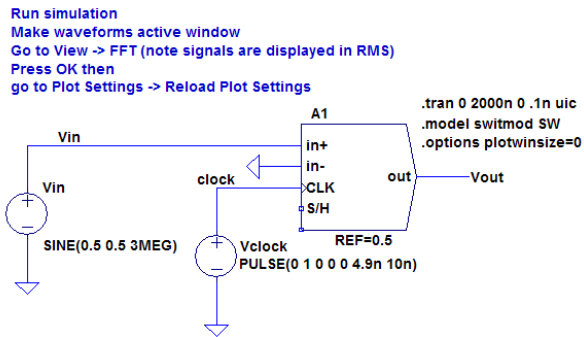 Run simulation
Make waveforms active window
Go to View -> FFT (note signals are displayed in RMS)
Press OK then
go to Plot Settings -> Reload Plot Settings
.tran 0 2000n 0 .1n uic
.model switmod SW
.options plotwinsize=0
A1
Vin
in+
in-
clock
CLK
out
Vout
S/H
Vin
REF=0.5
SINE(0.5 0.5 3MEG)
Vclock
PULSE(0 1 0 0 0 4.9n 10n)